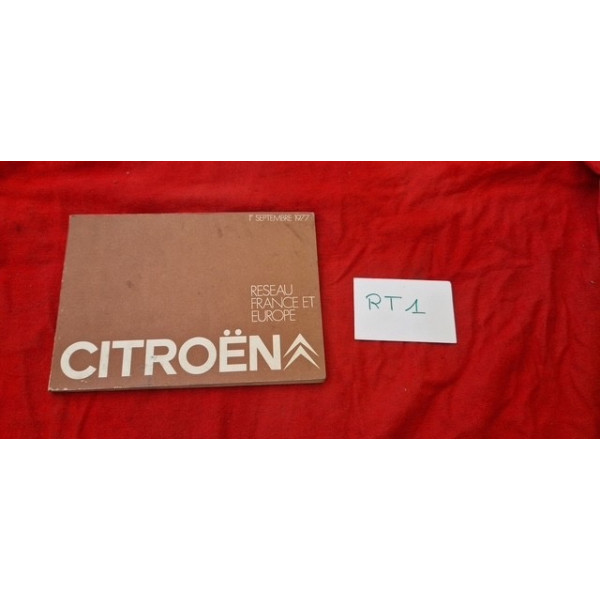 1ᵉʳ SEPTEMBRE 1977
RESEAU
FRANCE ET
EUROPE
CITROËN
RT1